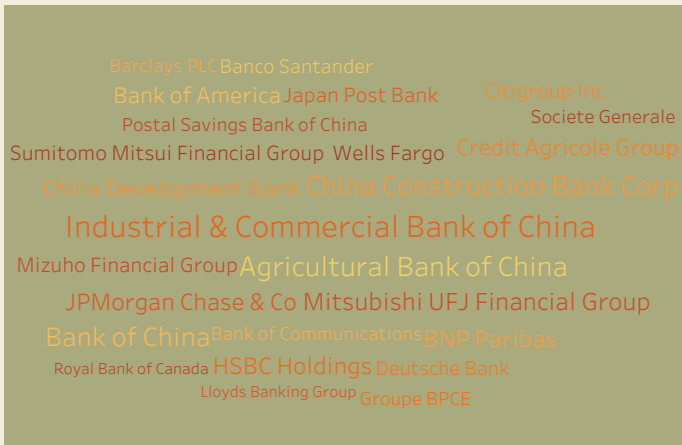 Barclays PLC Banco Santander
Citigroup Inc
Bank of America Japan Post Bank
Societe Generale
Postal Savings Bank of China
Sumitomo Mitsui Financial Group Wells Fargo Credit Agricole Group
China Development Bank China Construction Bank Corp
Industrial & Commercial Bank of China
Mizuho Financial Group Agricultural Bank of China
JPMorgan Chase & Co Mitsubishi UFJ Financial Group
Bank of China Bank of Communications BNP Paribas
Royal Bank of Canada HSBC Holdings Deutsche Bank
Lloyds Banking Group Groupe BPCE